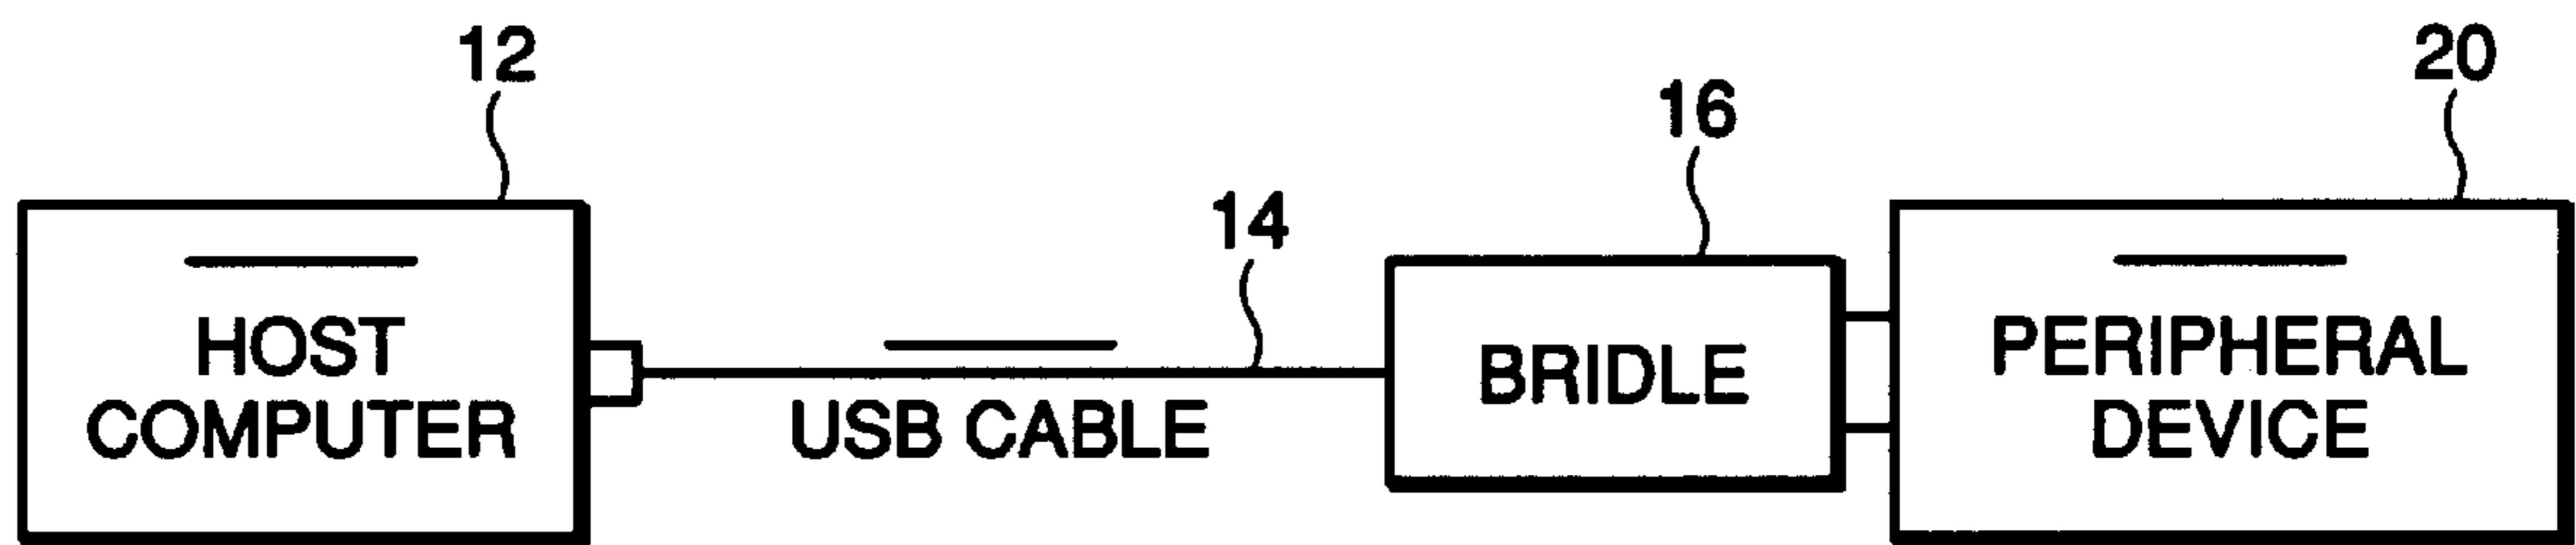 12
20
16
14
HOST
COMPUTER
USB CABLE
BRIDLE
PERIPHERAL
DEVICE